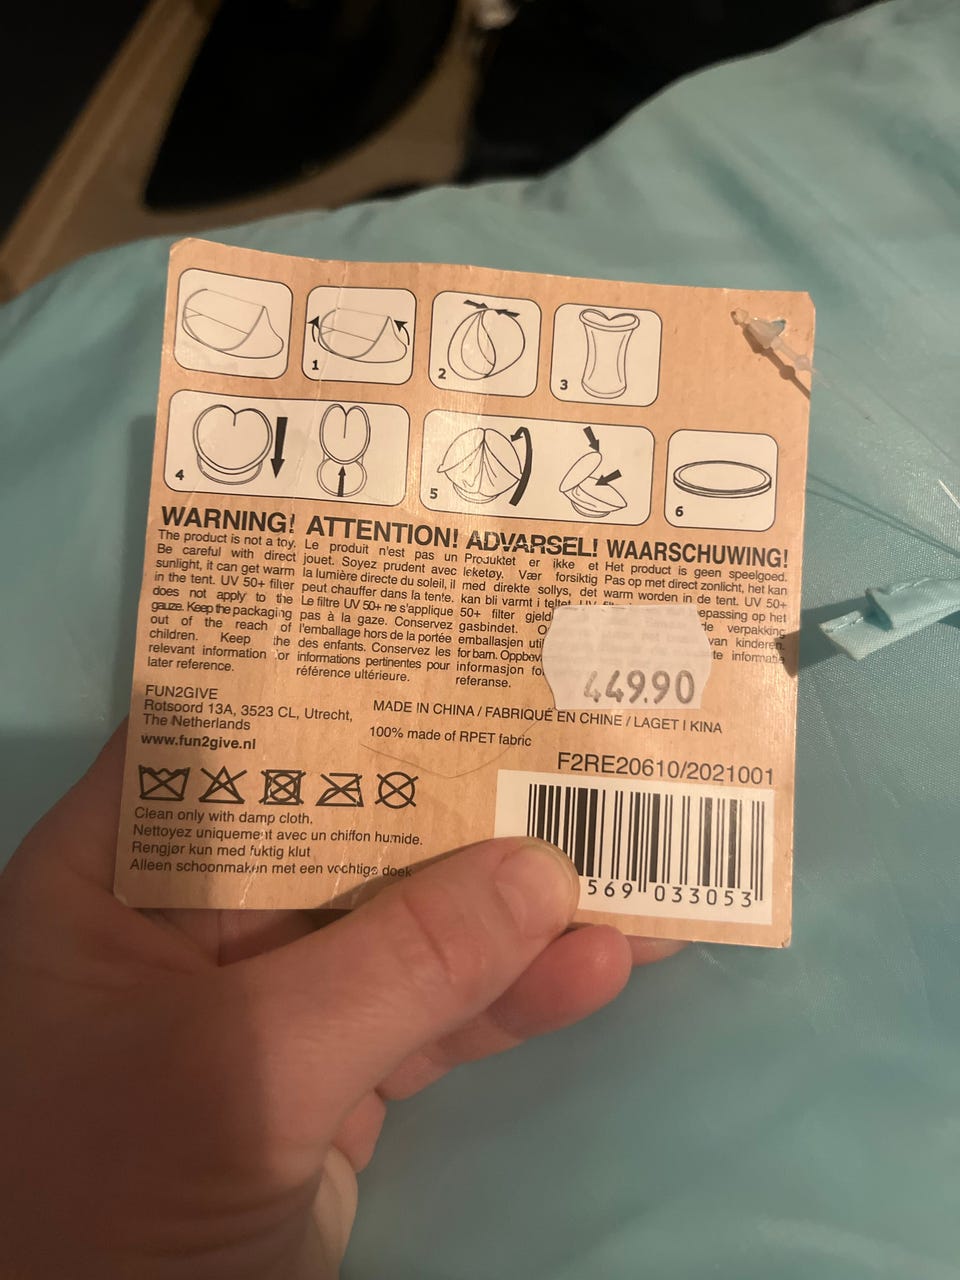 1
2
3
4
5
6
WARNING!
The product is not a toy.
Be careful with direct
sunlight, it can get warm
in the tent. UV 50+ filter
does not apply to the
gauze. Keep the packaging
out of the reach of
children. Keep the
relevant information for
later reference.
ATTENTION!
Le produit n'est pas un
jouet. Soyez prudent avec
la lumière directe du soleil, il
peut chauffer dans la tente.
Le filtre UV 50+ ne s'applique
pas à la gaze. Conservez
l'emballage hors de la portée
des enfants. Conservez les
informations pertinentes pour
référence ultérieure.
ADVARSEL!
Produktet er ikke et
leketøy. Vær forsiktig
med direkte sollys, det
kan bli varmt i teltet. UV
50+ filter gjeld
gasbindet. O
emballasjen uti
for barn. Oppbev
informasjon fo
referanse.
WAARSCHUWING!
Het product is geen speelgoed.
Pas op met direct zonlicht, het kan
warm worden in de tent. UV 50+
epassing op het
de verpakking
van kinderen.
te informatie
449.90
FUN2GIVE
Rotsoord 13A, 3523 CL, Utrecht,
The Netherlands
www.fun2give.nl
MADE IN CHINA / FABRIQUÉ EN CHINE / LAGET I KINA
100% made of RPET fabric
F2RE20610/2021001
Clean only with damp cloth.
Nettoyez uniquement avec un chiffon humide.
Rengjør kun med fuktig klut
Alleen schoonmaken met een vochtige doek
569 033053